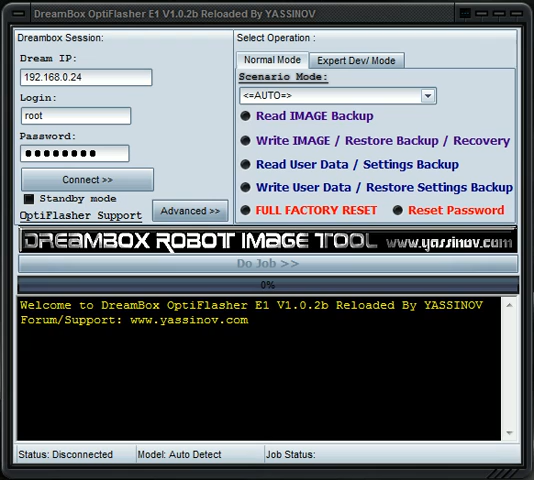 DreamBox OptiFlasher E1 V1.0.2b Reloaded By YASSINOV
Dreambox Session:
Dream IP:
192.168.0.24
Login:
root
Password:
●●●●●●●●
Connect >>
Standby mode
OptiFlasher Support
Advanced >>
Select Operation :
Normal Mode
Expert Dev/ Mode
Scenario Mode:
<=AUTO=>
Read IMAGE Backup
Write IMAGE / Restore Backup / Recovery
Read User Data / Settings Backup
Write User Data / Restore Settings Backup
FULL FACTORY RESET
Reset Password
DREAMBOX ROBOT IMAGE TOOL www.yassinov.com
Do Job >>
0%
Welcome to DreamBox OptiFlasher E1 V1.0.2b Reloaded By YASSINOV
Forum/Support: www.yassinov.com
Status: Disconnected
Model: Auto Detect
Job Status: